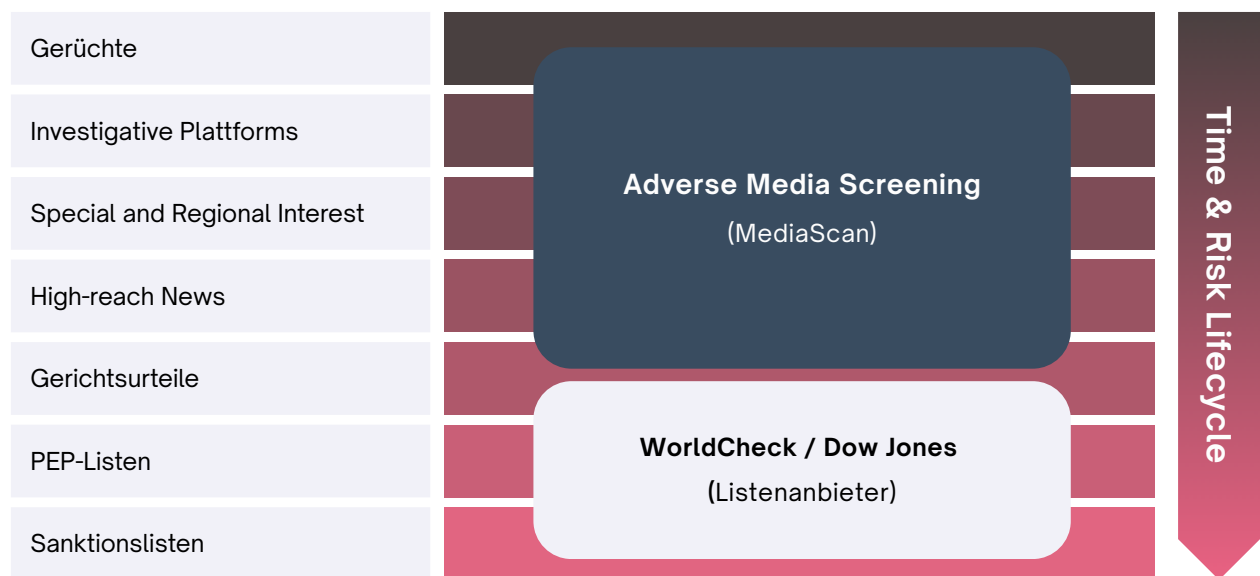 Gerüchte
Investigative Plattforms
Special and Regional Interest
High-reach News
Gerichtsurteile
PEP-Listen
Sanktionslisten
Adverse Media Screening
(MediaScan)
WorldCheck / Dow Jones
(Listenanbieter)
Time & Risk Lifecycle